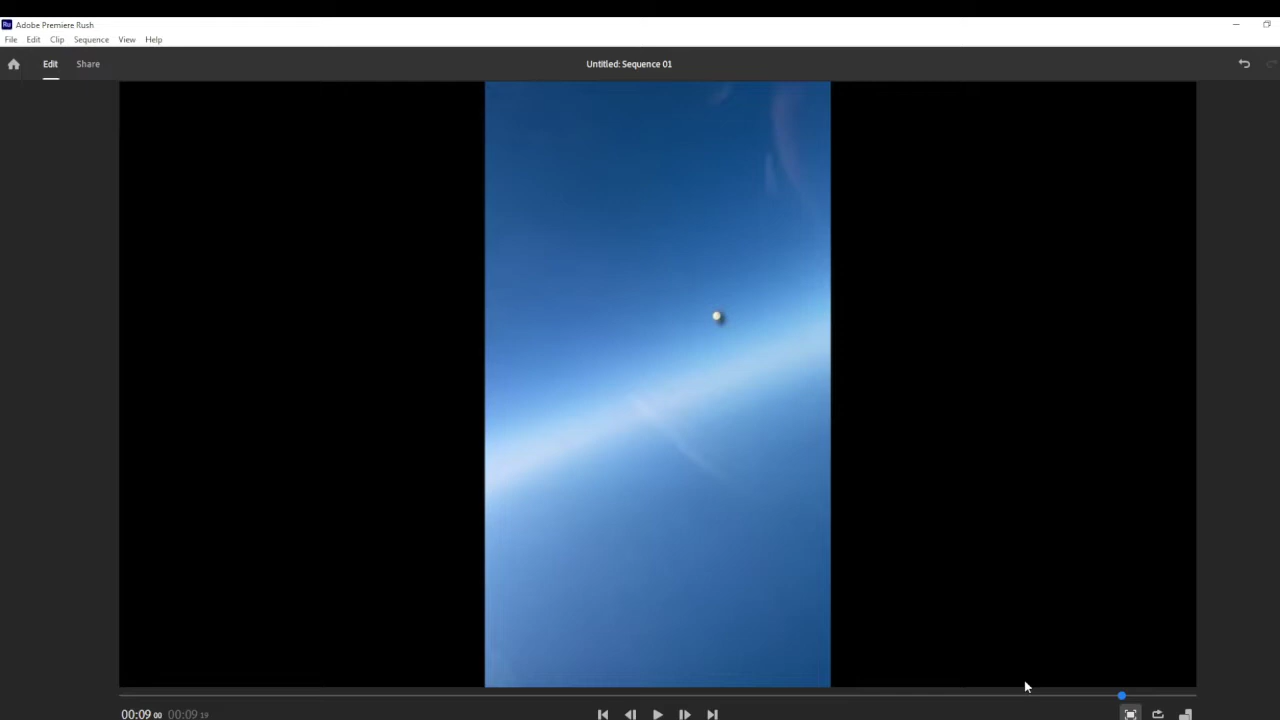 Ru Adobe Premiere Rush
File Edit Clip Sequence View Help
Edit Share Untitled: Sequence 01
00:09 00 00:09 19